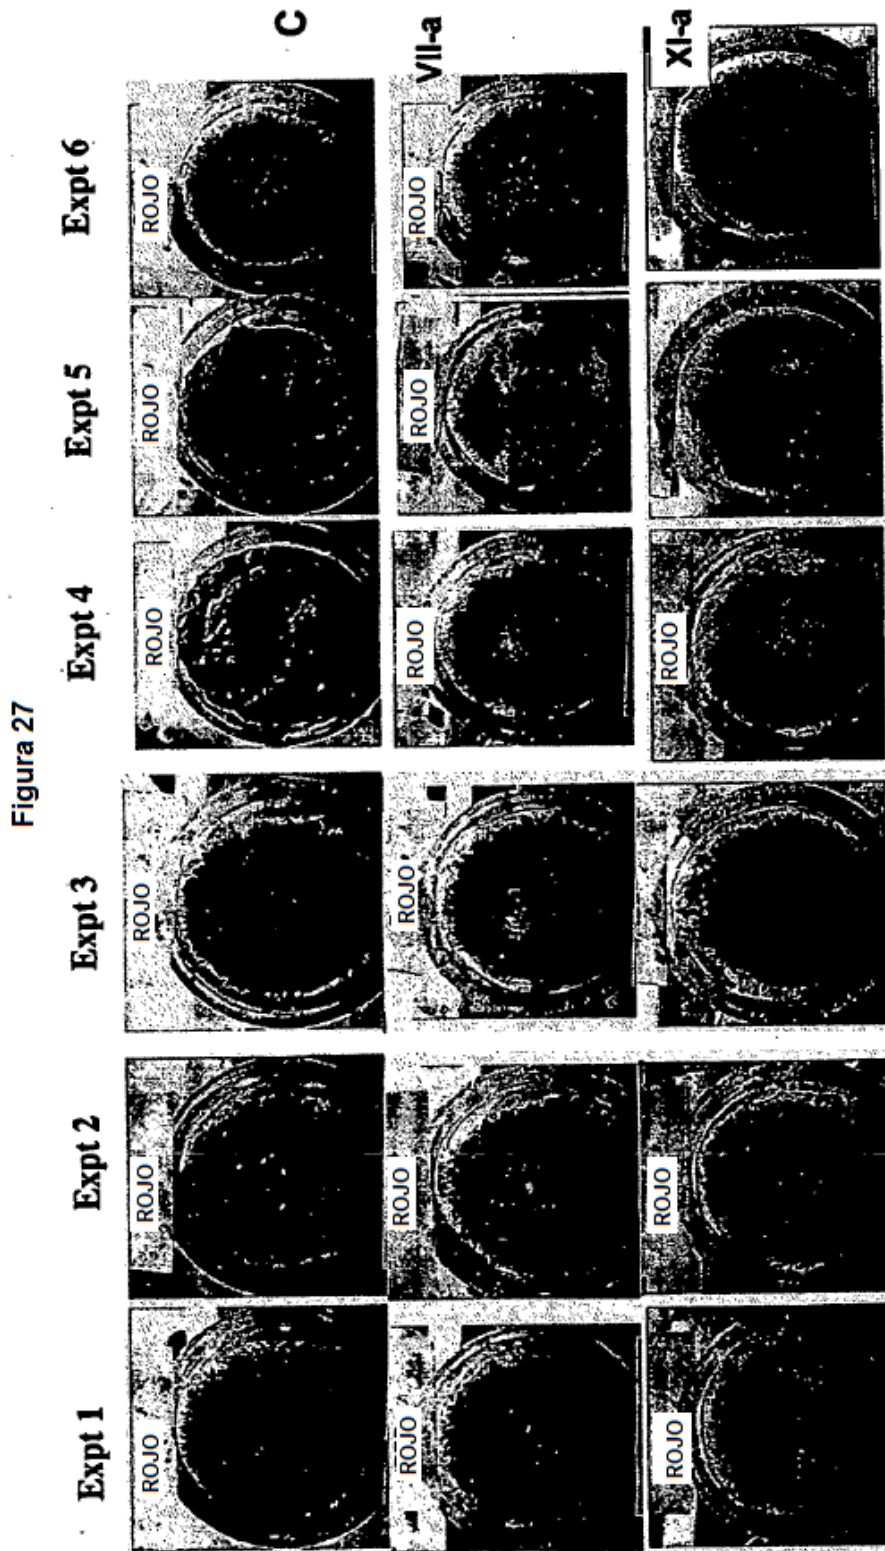 Figura 27
Expt 1 Expt 2 Expt 3 Expt 4 Expt 5 Expt 6
ROJO ROJO ROJO ROJO ROJO ROJO C
ROJO ROJO ROJO ROJO ROJO ROJO VII-a
ROJO ROJO ROJO XI-a